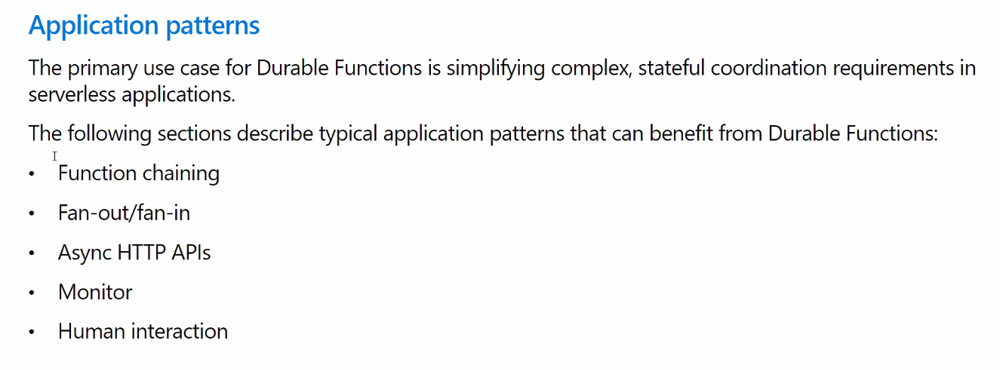 Application patterns
The primary use case for Durable Functions is simplifying complex, stateful coordination requirements in
serverless applications.
The following sections describe typical application patterns that can benefit from Durable Functions:
• Function chaining
• Fan-out/fan-in
• Async HTTP APIs
• Monitor
• Human interaction